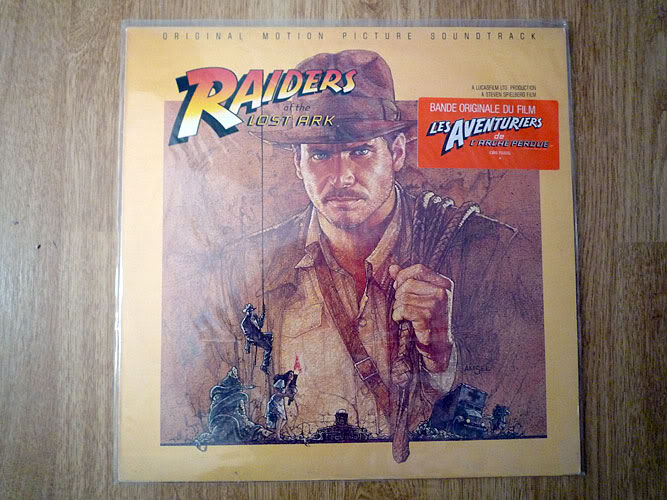 ORIGINAL MOTION PICTURE SOUNDTRACK
RAIDERS
of the
LOST ARK
A LUCASFILM LTD. PRODUCTION
A STEVEN SPIELBERG FILM
BANDE ORIGINALE DU FILM
LES AVENTURIERS
de
L'ARCHE PERDUE
AMSEL